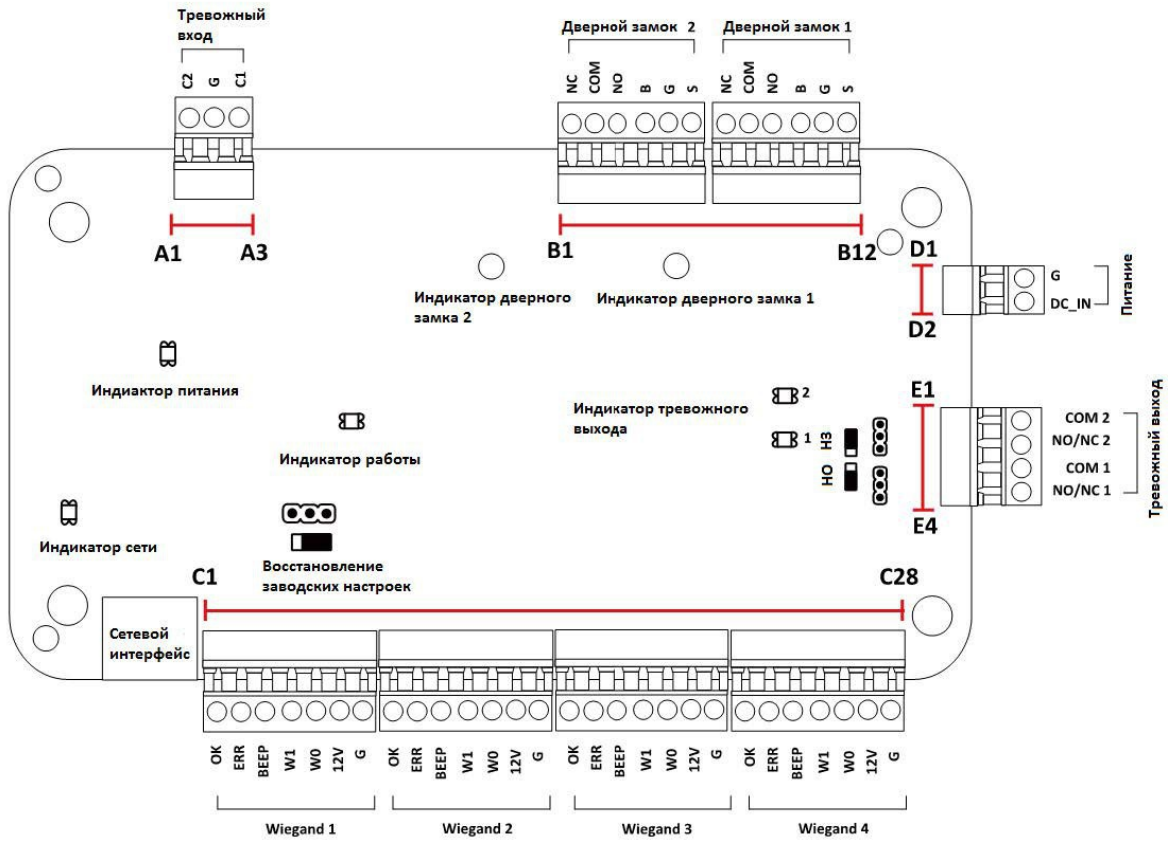 Тревожный
вход
C2 G C1
Дверной замок 2
NC COM NO B G S
Дверной замок 1
NC COM NO B G S
A1 A3
B1 B12
D1
D2
G
DC_IN
Питание
Индикатор дверного
замка 2
Индикатор дверного замка 1
Индиактор питания
Индикатор работы
Индикатор тревожного
выхода
2
1
НЗ
НО
E1
E4
COM 2
NO/NC 2
COM 1
NO/NC 1
Тревожный выход
Индикатор сети
Восстановление
заводских настроек
C1 C28
Сетевой
интерфейс
OK ERR BEEP W1 W0 12V G
OK ERR BEEP W1 W0 12V G
OK ERR BEEP W1 W0 12V G
OK ERR BEEP W1 W0 12V G
Wiegand 1
Wiegand 2
Wiegand 3
Wiegand 4